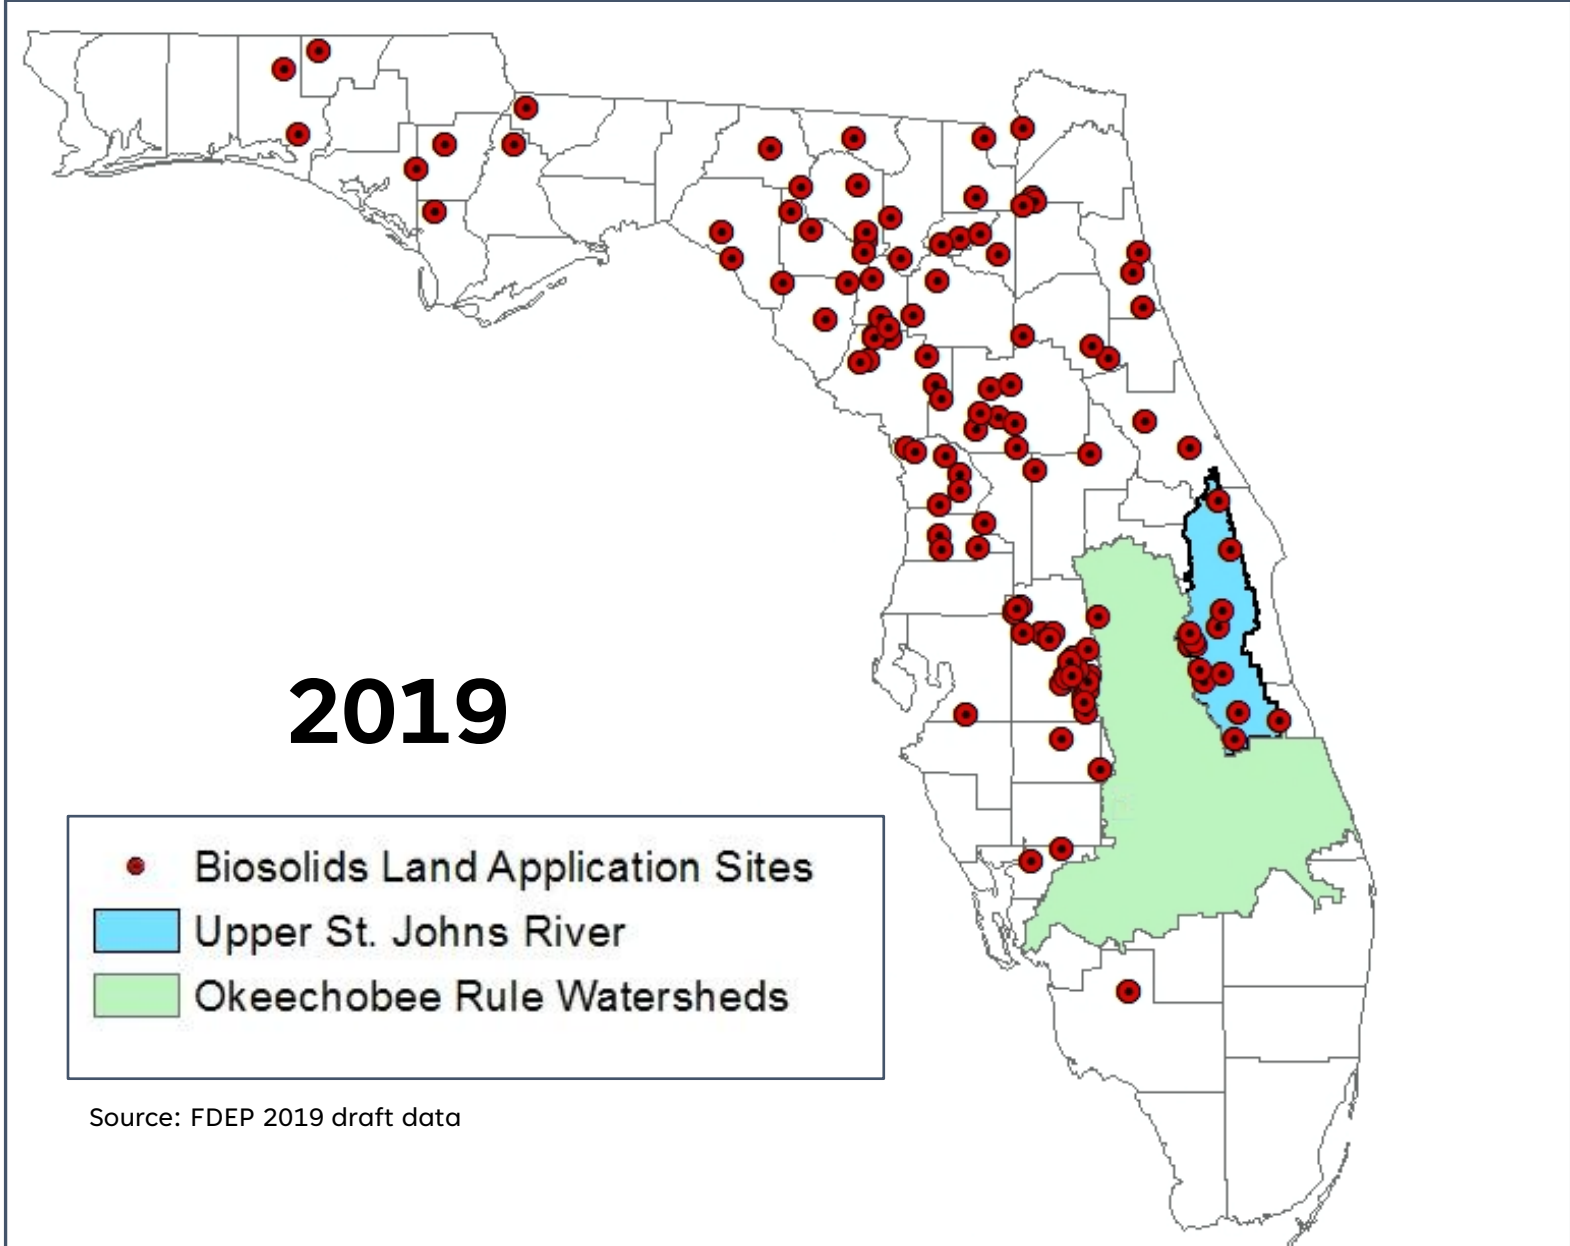 2019
Biosolids Land Application Sites
Upper St. Johns River
Okeechobee Rule Watersheds
Source: FDEP 2019 draft data